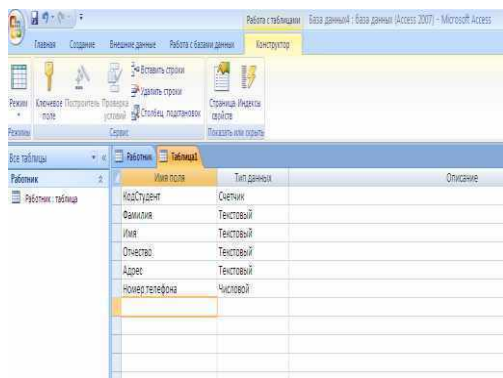 Работа с таблицами База данных4 : база данных (Access 2007) - Microsoft Access
Главная Создание Внешние данные Работа с базами данных Конструктор
Режим
Ключевое поле
Построитель
Проверка условий
Вставить строки
Удалить строки
Столбец подстановок
Страница свойств
Индексы
Режимы Сервис Показать или скрыть
Все таблицы
Работник Таблица1
Работник
Работник : таблица
Имя поля Тип данных Описание
КодСтудент Счетчик
Фамилия Текстовый
Имя Текстовый
Отчество Текстовый
Адрес Текстовый
Номер телефона Числовой